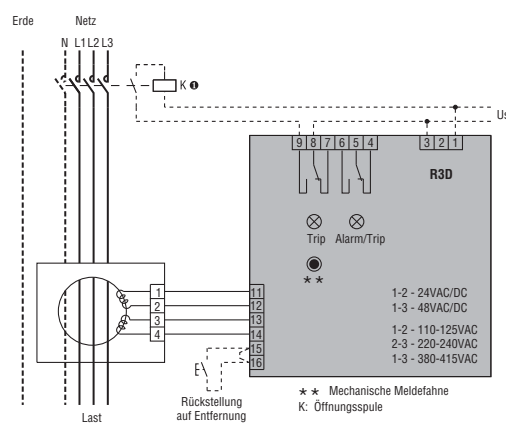 Erde
Netz
N L1 L2 L3
K ❶
Us
9 8 7 6 5 4
3 2 1
R3D
Trip
Alarm/Trip
* *
1
2
3
4
11
12
13
14
15
16
1-2 - 24VAC/DC
1-3 - 48VAC/DC
1-2 - 110-125VAC
2-3 - 220-240VAC
1-3 - 380-415VAC
E
Rückstellung
auf Entfernung
* * Mechanische Meldefahne
K: Öffnungsspule
Last